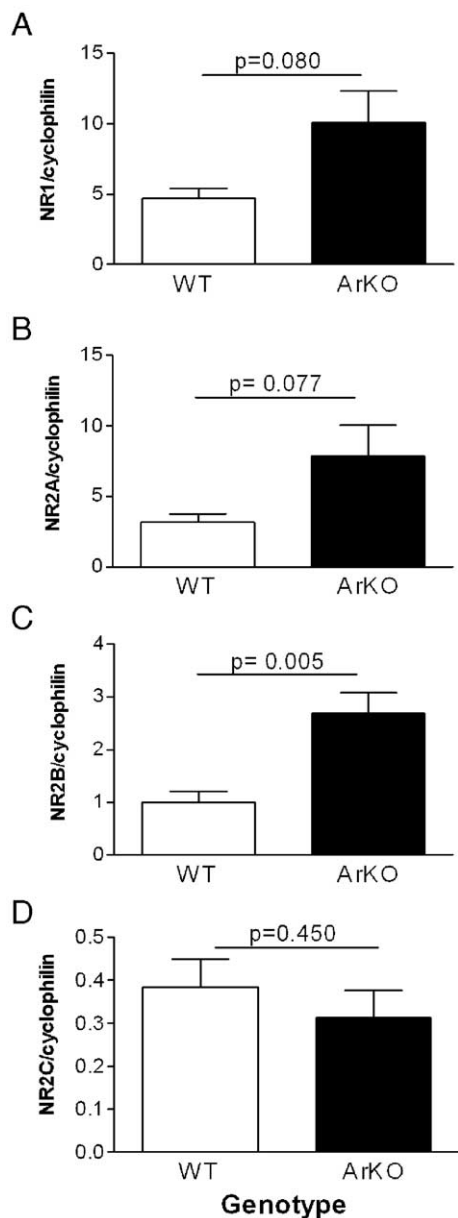 A
NR1/cyclophilin
15
10
5
0
p=0.080
WT ArKO
B
NR2A/cyclophilin
15
10
5
0
p= 0.077
WT ArKO
C
NR2B/cyclophilin
4
3
2
1
0
p= 0.005
WT ArKO
D
NR2C/cyclophilin
0.5
0.4
0.3
0.2
0.1
0.0
p=0.450
WT ArKO
Genotype